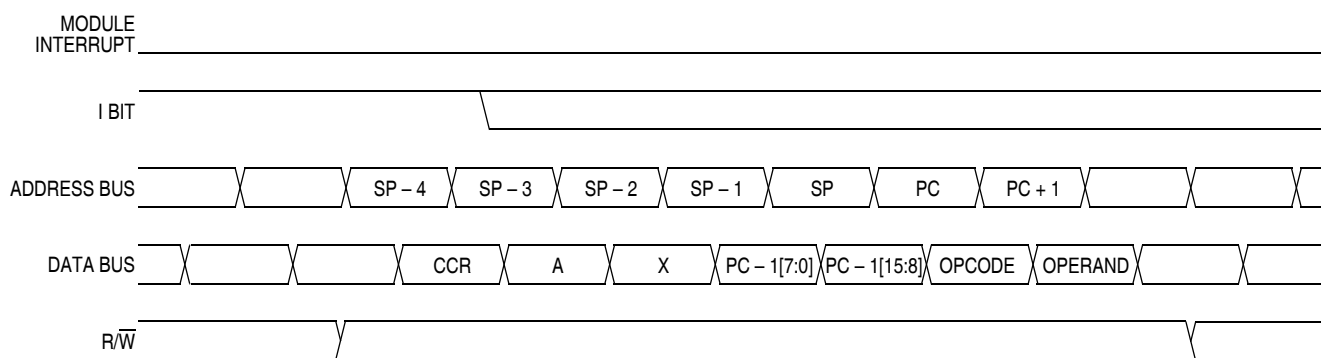 MODULE
INTERRUPT
I BIT
ADDRESS BUS SP – 4 SP – 3 SP – 2 SP – 1 SP PC PC + 1
DATA BUS CCR A X PC – 1[7:0] PC – 1[15:8] OPCODE OPERAND
R/W̅